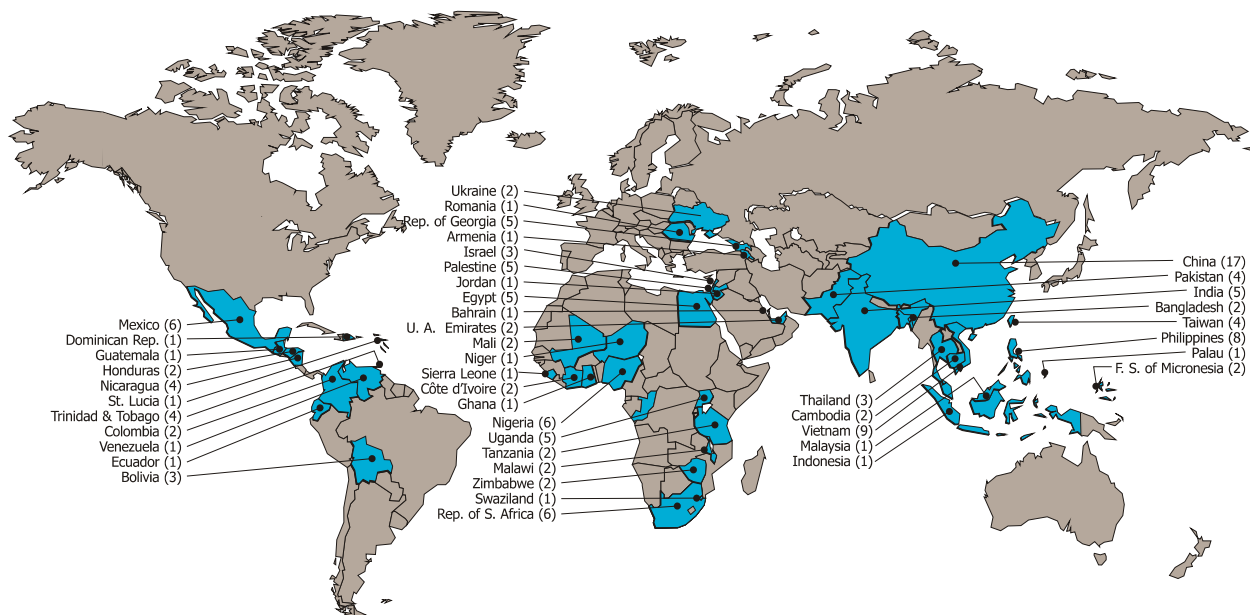 Ukraine (2)
Romania (1)
Rep. of Georgia (5)
Armenia (1)
Israel (3)
Palestine (5)
Jordan (1)
Egypt (5)
Bahrain (1)
U. A. Emirates (2)
Mali (2)
Niger (1)
Sierra Leone (1)
Côte d'Ivoire (2)
Ghana (1)
Nigeria (6)
Uganda (5)
Tanzania (2)
Malawi (2)
Zimbabwe (2)
Swaziland (1)
Rep. of S. Africa (6)
Mexico (6)
Dominican Rep. (1)
Guatemala (1)
Honduras (2)
Nicaragua (4)
St. Lucia (1)
Trinidad & Tobago (4)
Colombia (2)
Venezuela (1)
Ecuador (1)
Bolivia (3)
China (17)
Pakistan (4)
India (5)
Bangladesh (2)
Taiwan (4)
Philippines (8)
Palau (1)
F. S. of Micronesia (2)
Thailand (3)
Cambodia (2)
Vietnam (9)
Malaysia (1)
Indonesia (1)